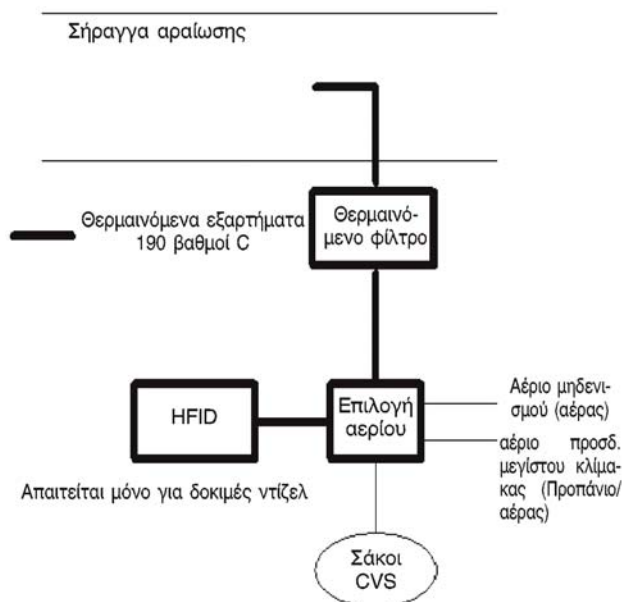 Σήραγγα αραίωσης
Θερμαινόμενα εξαρτήματα
190 βαθμοί C
Θερμαινό-
μενο φίλτρο
HFID
Επιλογή
αερίου
Αέριο μηδενι-
σμού (αέρας)
αέριο προσδ.
μεγίστου κλίμα-
κας (Προπάνιο/
αέρας)
Απαιτείται μόνο για δοκιμές ντίζελ
Σάκοι
CVS